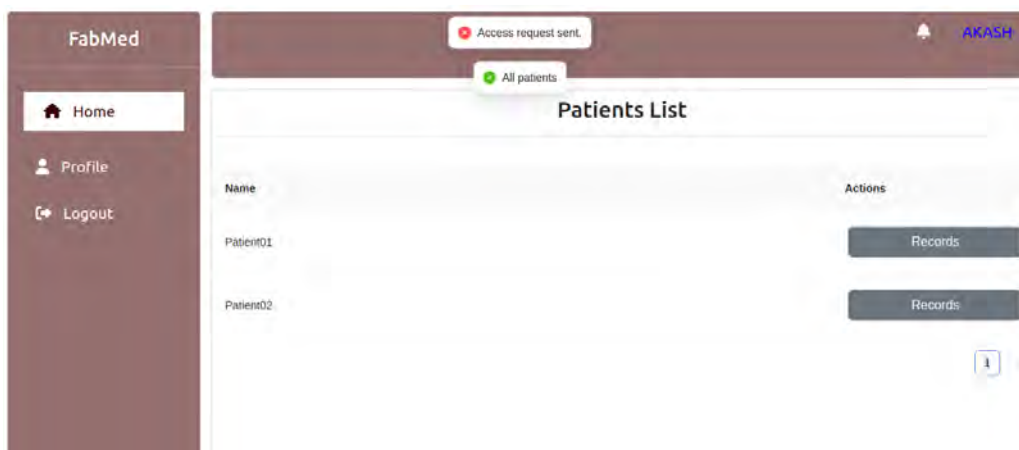 FabMed
Access request sent.
AKASH
All patients
Home
Patients List
Profile
Name
Actions
Logout
Patient01
Records
Patient02
Records
1